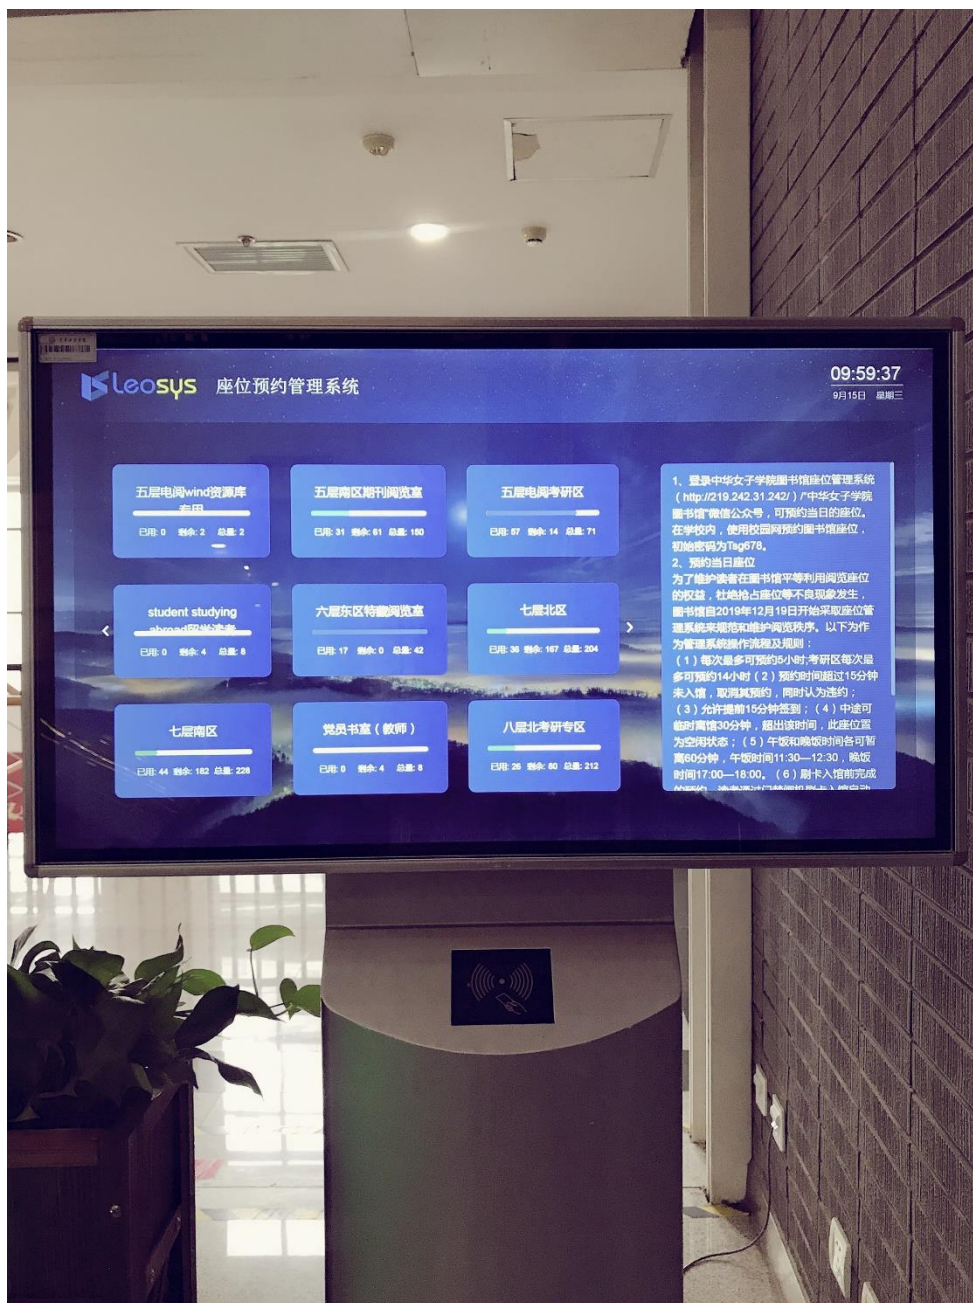 Leosys 座位预约管理系统
09:59:37
9月15日 星期三
五层电阅wind资源库
专用
已用: 0 剩余: 2 总量: 2
五层南区期刊阅览室
已用: 31 剩余: 61 总量: 150
五层电阅考研区
已用: 57 剩余: 14 总量: 71
student studying
abroad留学读者
已用: 0 剩余: 4 总量: 8
六层东区特藏阅览室
已用: 17 剩余: 0 总量: 42
七层北区
已用: 36 剩余: 167 总量: 204
七层南区
已用: 44 剩余: 182 总量: 228
党员书室（教师）
已用: 0 剩余: 4 总量: 8
八层北考研专区
已用: 26 剩余: 80 总量: 212
1、登录中华女子学院图书馆座位管理系统
（http://219.242.31.242/）/“中华女子学院
图书馆”微信公众号，可预约当日的座位。
在学校内，使用校园网预约图书馆座位，
初始密码为Tag678。
2、预约当日座位
为了维护读者在图书馆平等利用阅览座位
的权益，杜绝抢占座位等不良现象发生，
图书馆自2019年12月19日开始采取座位管
理系统来规范和维护阅览秩序。以下为作
为管理系统操作流程及规则：
（1）每次最多可预约5小时;考研区每次最
多可预约14小时（2）预约时间超过15分钟
未入馆，取消其预约，同时认为违约；
（3）允许提前15分钟签到；（4）中途可
临时离馆30分钟，超出该时间，此座位置
为空闲状态；（5）午饭和晚饭时间各可暂
离60分钟，午饭时间11:30—12:30，晚饭
时间17:00—18:00。（6）刷卡入馆前完成